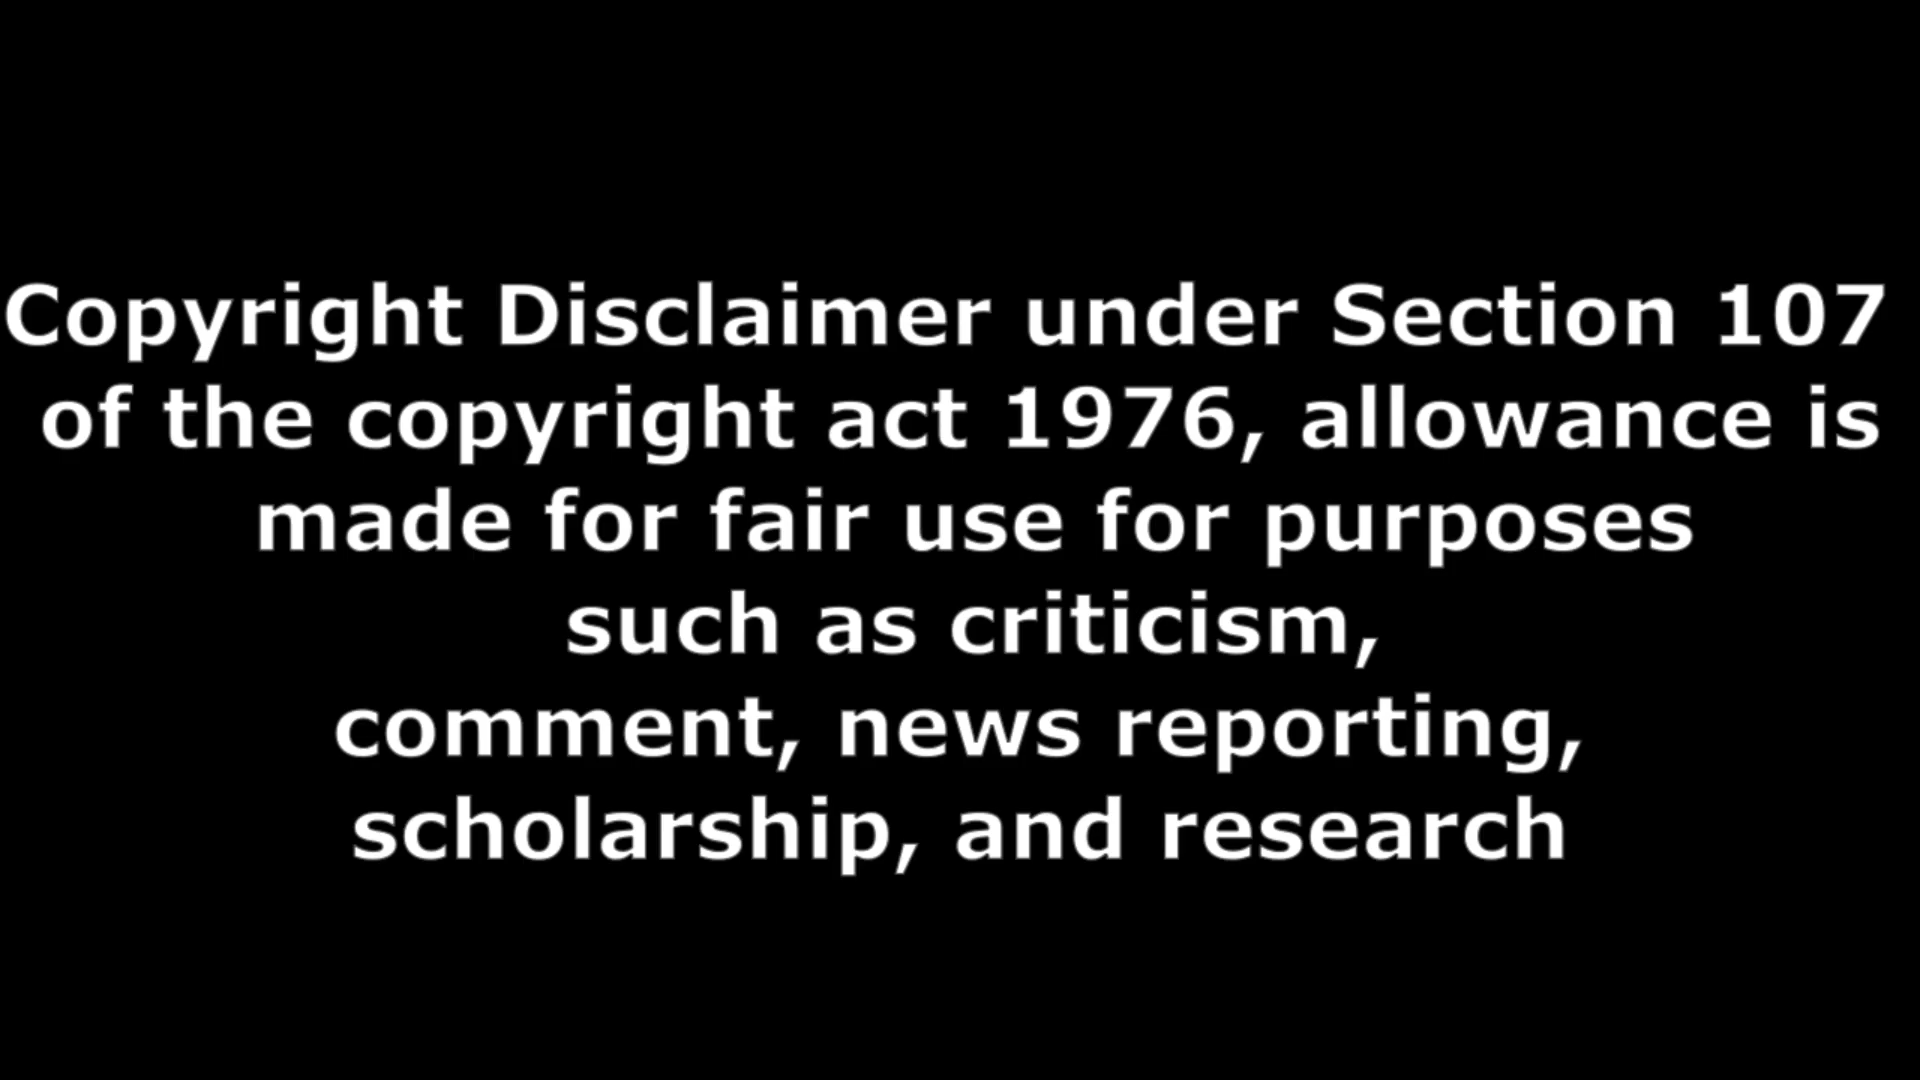 Copyright Disclaimer under Section 107
of the copyright act 1976, allowance is
made for fair use for purposes
such as criticism,
comment, news reporting,
scholarship, and research